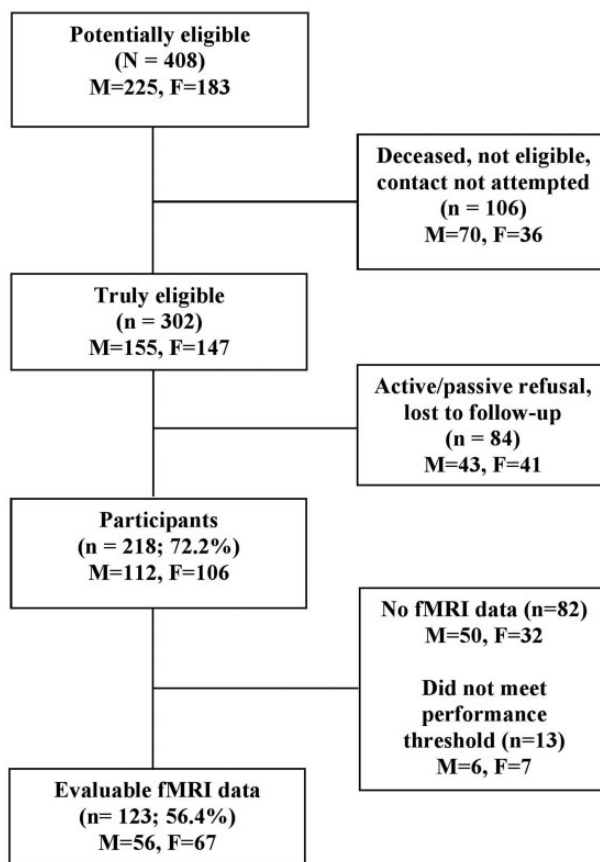 Potentially eligible
(N = 408)
M=225, F=183
Deceased, not eligible,
contact not attempted
(n = 106)
M=70, F=36
Truly eligible
(n = 302)
M=155, F=147
Active/passive refusal,
lost to follow-up
(n = 84)
M=43, F=41
Participants
(n = 218; 72.2%)
M=112, F=106
No fMRI data (n=82)
M=50, F=32
Did not meet
performance
threshold (n=13)
M=6, F=7
Evaluable fMRI data
(n= 123; 56.4%)
M=56, F=67